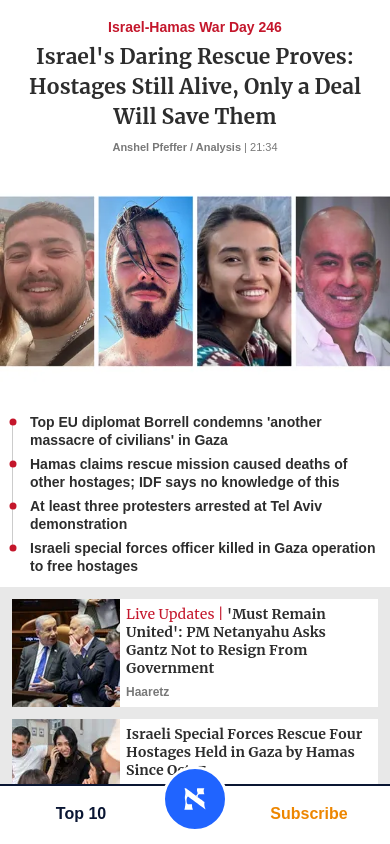 Israel-Hamas War Day 246
Israel's Daring Rescue Proves:
Hostages Still Alive, Only a Deal
Will Save Them
Anshel Pfeffer / Analysis | 21:34
Top EU diplomat Borrell condemns 'another
massacre of civilians' in Gaza
Hamas claims rescue mission caused deaths of
other hostages; IDF says no knowledge of this
At least three protesters arrested at Tel Aviv
demonstration
Israeli special forces officer killed in Gaza operation
to free hostages
Live Updates | 'Must Remain
United': PM Netanyahu Asks
Gantz Not to Resign From
Government
Haaretz
Israeli Special Forces Rescue Four
Hostages Held in Gaza by Hamas
Since
Top 10
Subscribe